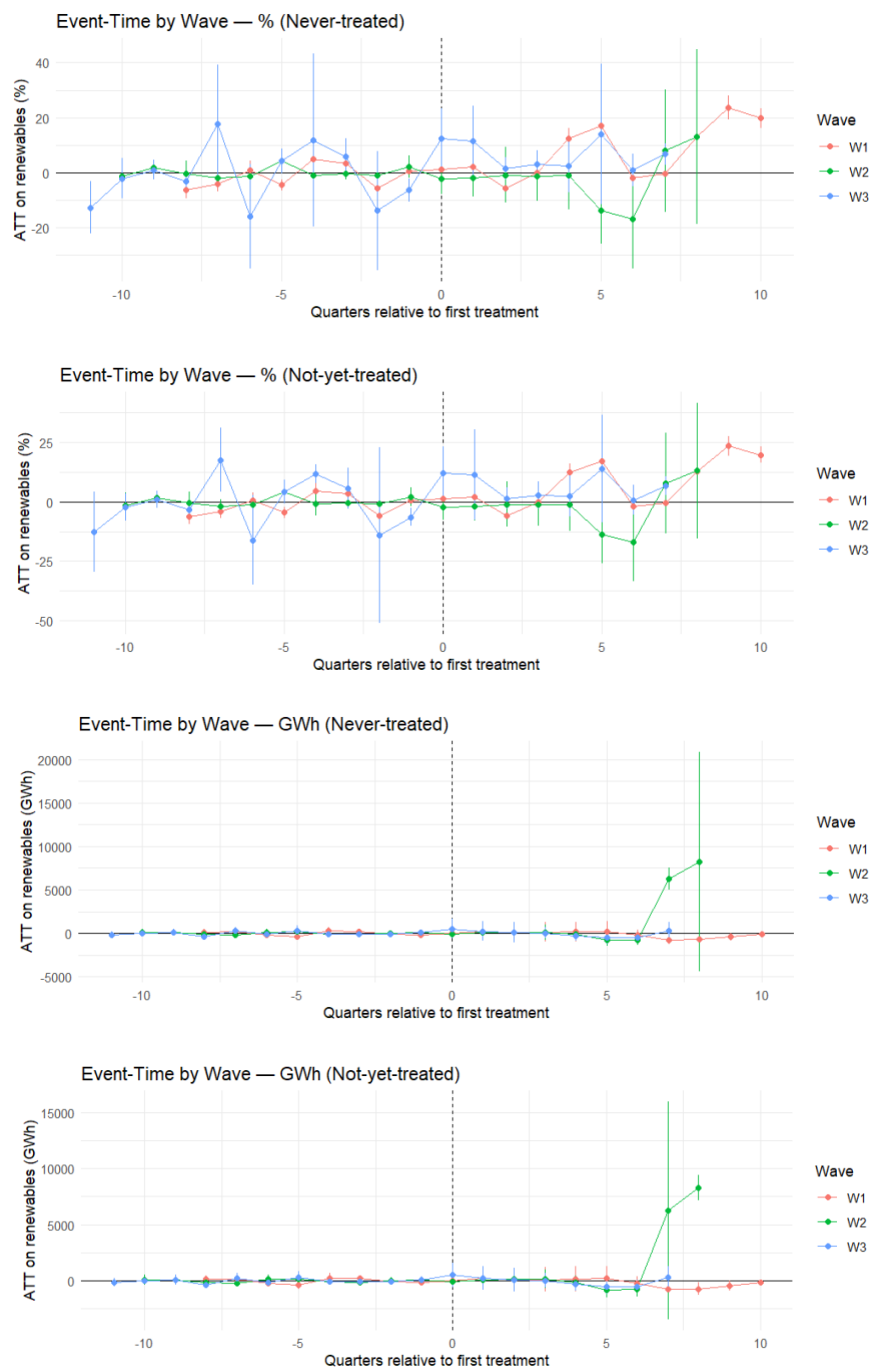 Event-Time by Wave — % (Never-treated)
ATT on renewables (%)
40
20
0
-20
-10
-5
0
5
10
Quarters relative to first treatment
Wave
W1
W2
W3
Event-Time by Wave — % (Not-yet-treated)
ATT on renewables (%)
25
0
-25
-50
-10
-5
0
5
10
Quarters relative to first treatment
Wave
W1
W2
W3
Event-Time by Wave — GWh (Never-treated)
ATT on renewables (GWh)
20000
15000
10000
5000
0
-5000
-10
-5
0
5
10
Quarters relative to first treatment
Wave
W1
W2
W3
Event-Time by Wave — GWh (Not-yet-treated)
ATT on renewables (GWh)
15000
10000
5000
0
-10
-5
0
5
10
Quarters relative to first treatment
Wave
W1
W2
W3